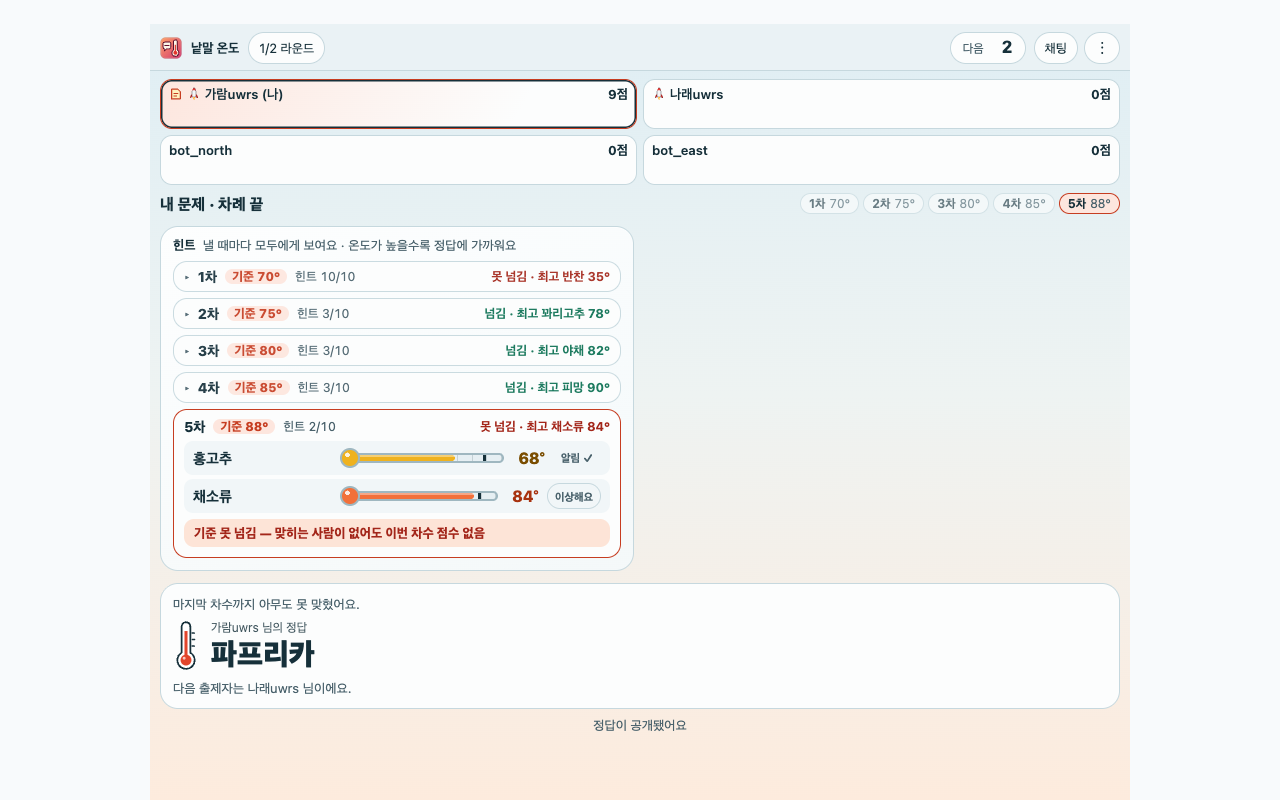 낱말 온도 1/2 라운드 다음 2 채팅 ⋮
가람uwrs (나) 9점
나래uwrs 0점
bot_north 0점
bot_east 0점
내 문제 · 차례 끝
1차 70° 2차 75° 3차 80° 4차 85° 5차 88°
힌트 낼 때마다 모두에게 보여요 · 온도가 높을수록 정답에 가까워요
▸ 1차 기준 70° 힌트 10/10 못 넘김 · 최고 반찬 35°
▸ 2차 기준 75° 힌트 3/10 넘김 · 최고 꽈리고추 78°
▸ 3차 기준 80° 힌트 3/10 넘김 · 최고 야채 82°
▸ 4차 기준 85° 힌트 3/10 넘김 · 최고 피망 90°
5차 기준 88° 힌트 2/10 못 넘김 · 최고 채소류 84°
홍고추 68° 알림 ✓
채소류 84° 이상해요
기준 못 넘김 — 맞히는 사람이 없어도 이번 차수 점수 없음
마지막 차수까지 아무도 못 맞혔어요.
가람uwrs 님의 정답
파프리카
다음 출제자는 나래uwrs 님이에요.
정답이 공개됐어요